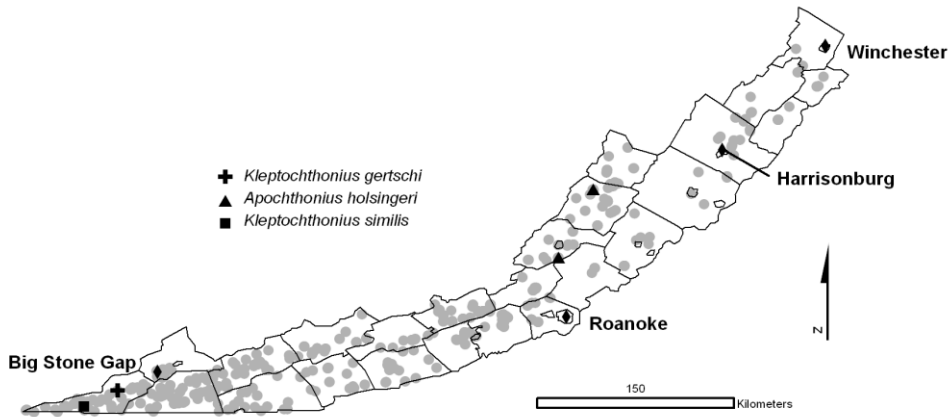 Winchester
Kleptochthonius gertschi
Apochthonius holsingeri
Kleptochthonius similis
Harrisonburg
Z
Roanoke
Big Stone Gap
150
Kilometers